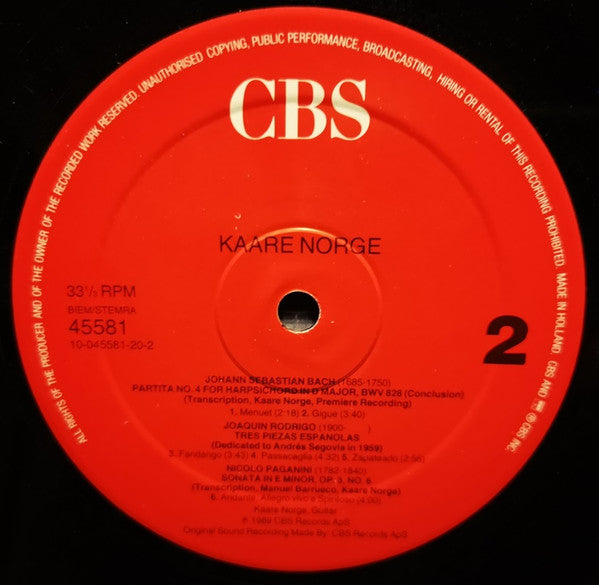 ALL RIGHTS OF THE PRODUCER AND OF THE OWNER OF THE RECORDED WORK RESERVED. UNAUTHORISED COPYING, PUBLIC PERFORMANCE, BROADCASTING, HIRING OR RENTAL OF THIS RECORDING PROHIBITED. MADE IN HOLLAND. CBS AND ARE ® CBS INC.
CBS
KAARE NORGE
33⅓ RPM
BIEM/STEMRA
45581
10-045581-20-2
2
JOHANN SEBASTIAN BACH (1685-1750)
PARTITA NO. 4 FOR HARPSICHORD IN D MAJOR, BWV 828 (Conclusion)
(Transcription, Kaare Norge, Premiere Recording)
1. Menuet (2:18) 2. Gigue (3:40)
JOAQUIN RODRIGO (1900- )
TRES PIEZAS ESPANOLAS
(Dedicated to Andrés Segovia in 1959)
3. Fandango (3:43) 4. Passacaglia (4:32) 5. Zapateado (2:58)
NICOLO PAGANINI (1782-1840)
SONATA IN E MINOR, OP. 3, NO. 6
(Transcription, Manuel Barrueco, Kaare Norge)
6. Andante, Allegro vivo e Spiritoso (4:00)
Kaare Norge, Guitar
℗ 1989 CBS Records ApS
Original Sound Recording Made By: CBS Records ApS